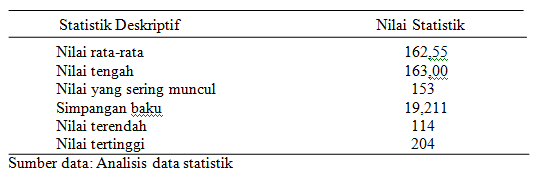 Statistik Deskriptif Nilai Statistik
Nilai rata-rata 162,55
Nilai tengah 163,00
Nilai yang sering muncul 153
Simpangan baku 19,211
Nilai terendah 114
Nilai tertinggi 204
Sumber data: Analisis data statistik